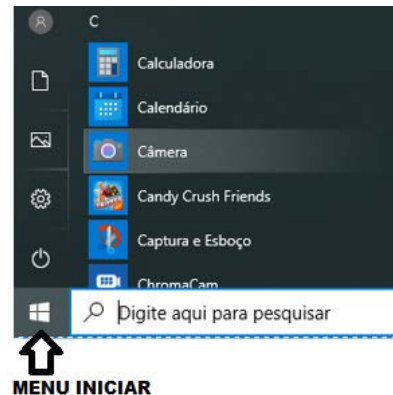 C
Calculadora
Calendário
Câmera
Candy Crush Friends
Captura e Esboço
ChromaCam
Digite aqui para pesquisar
MENU INICIAR